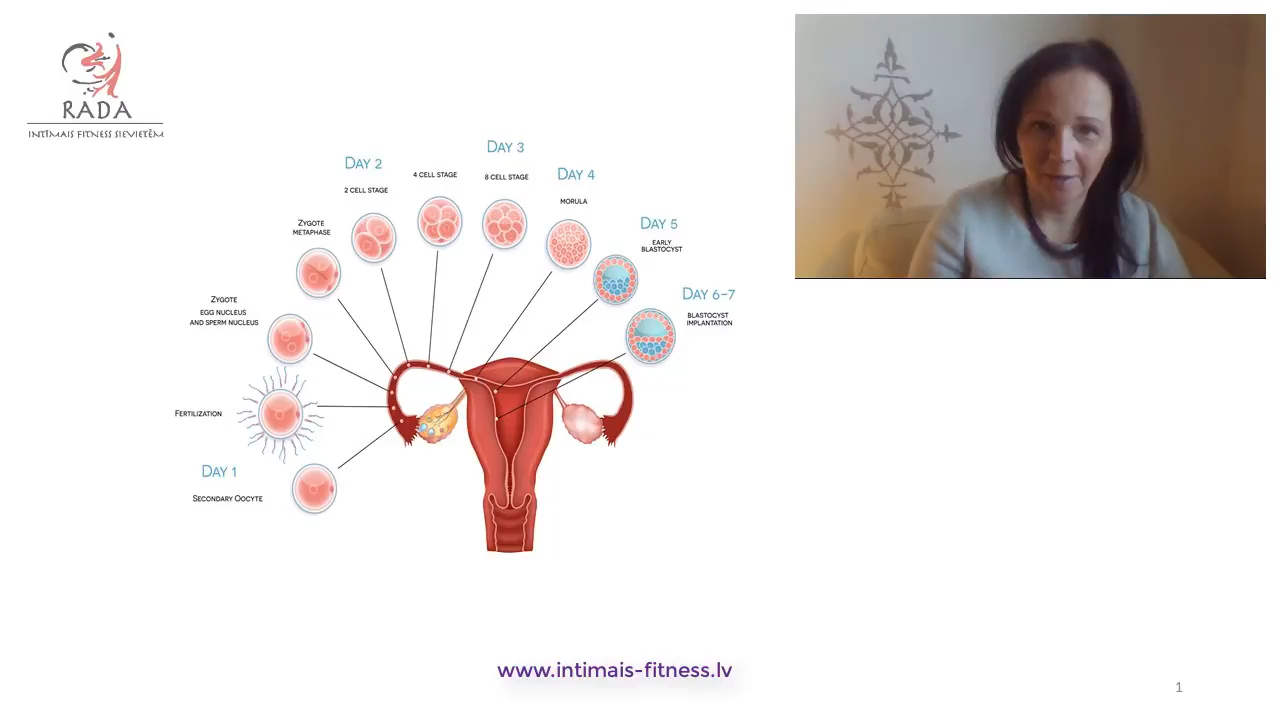 RADA
INTĪMAIS FITNESS SIEVIETĒM
DAY 3
DAY 2
4 CELL STAGE
8 CELL STAGE
DAY 4
2 CELL STAGE
MORULA
ZYGOTE
METAPHASE
DAY 5
EARLY
BLASTOCYST
DAY 6-7
BLASTOCYST
IMPLANTATION
ZYGOTE
EGG NUCLEUS
AND SPERM NUCLEUS
FERTILIZATION
DAY 1
SECONDARY OOCYTE
www.intimais-fitness.lv
1